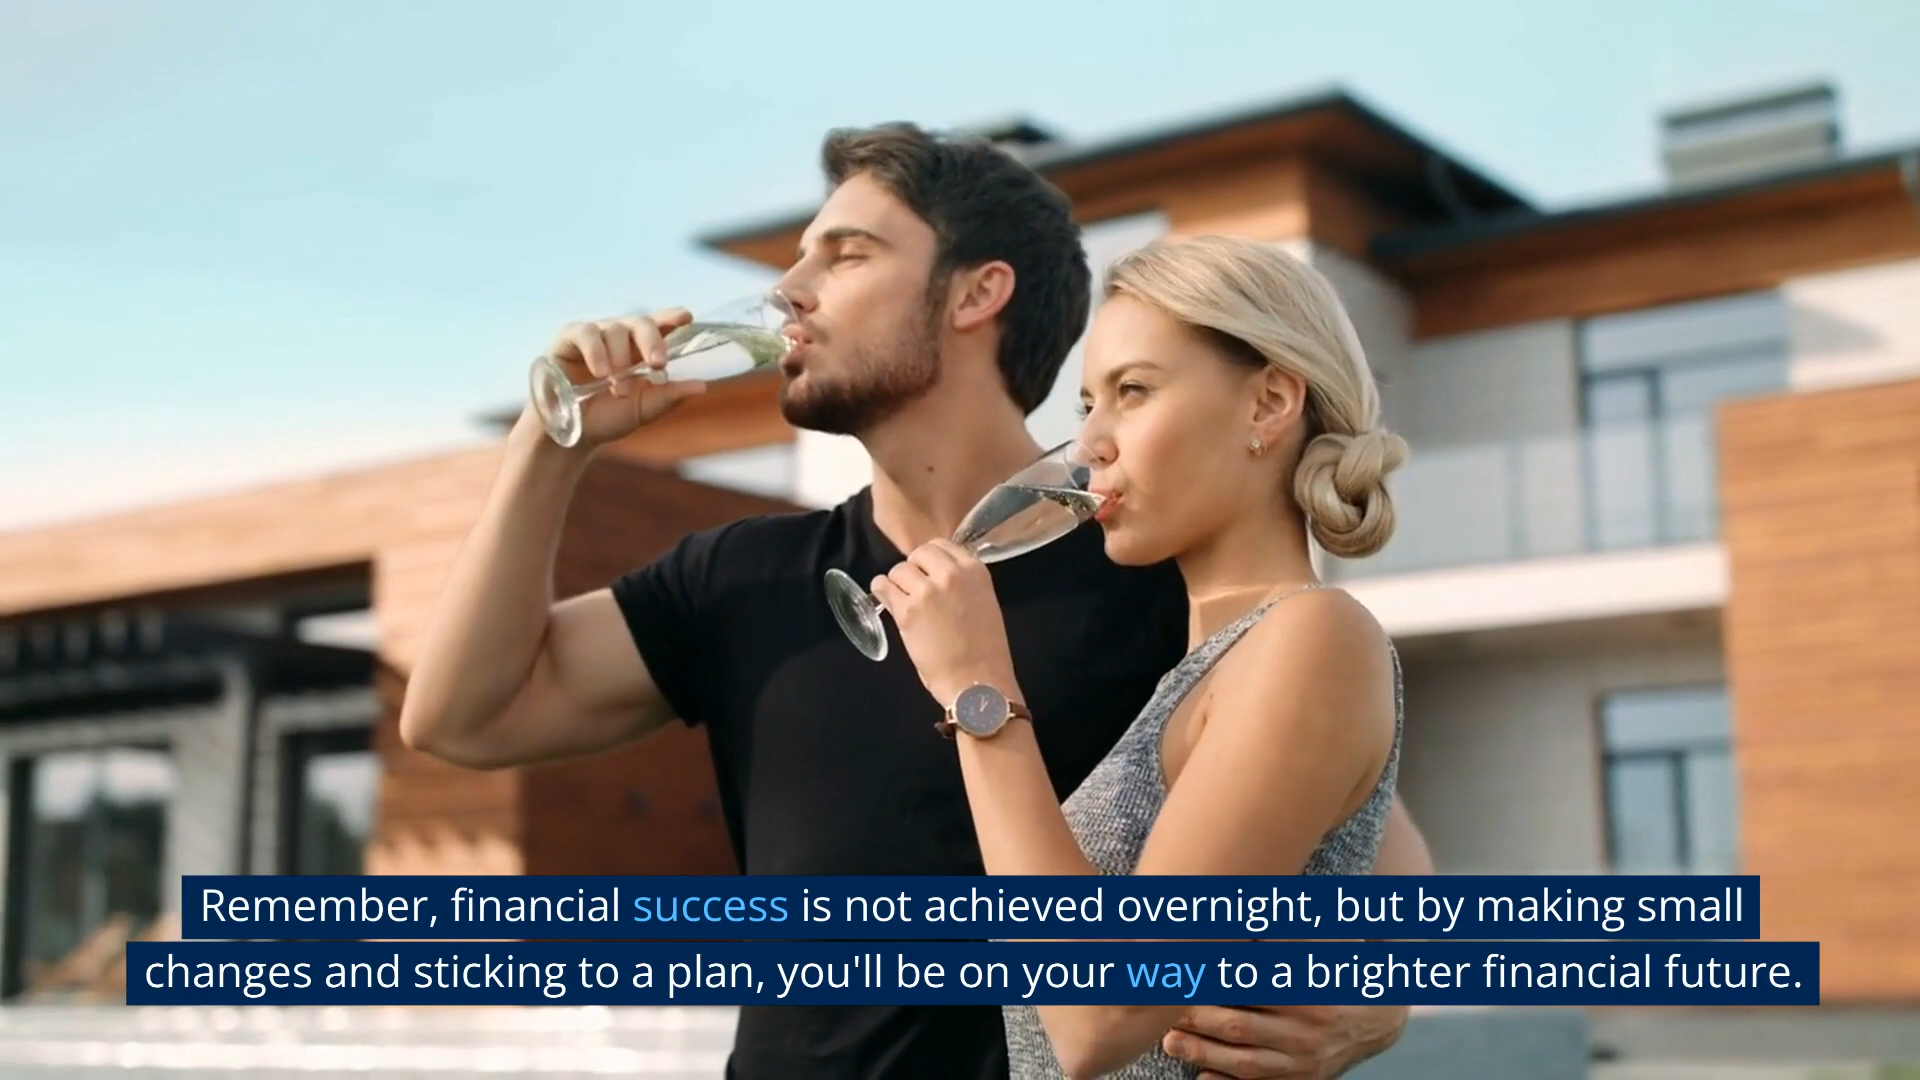 Remember, financial success is not achieved overnight, but by making small
changes and sticking to a plan, you'll be on your way to a brighter financial future.